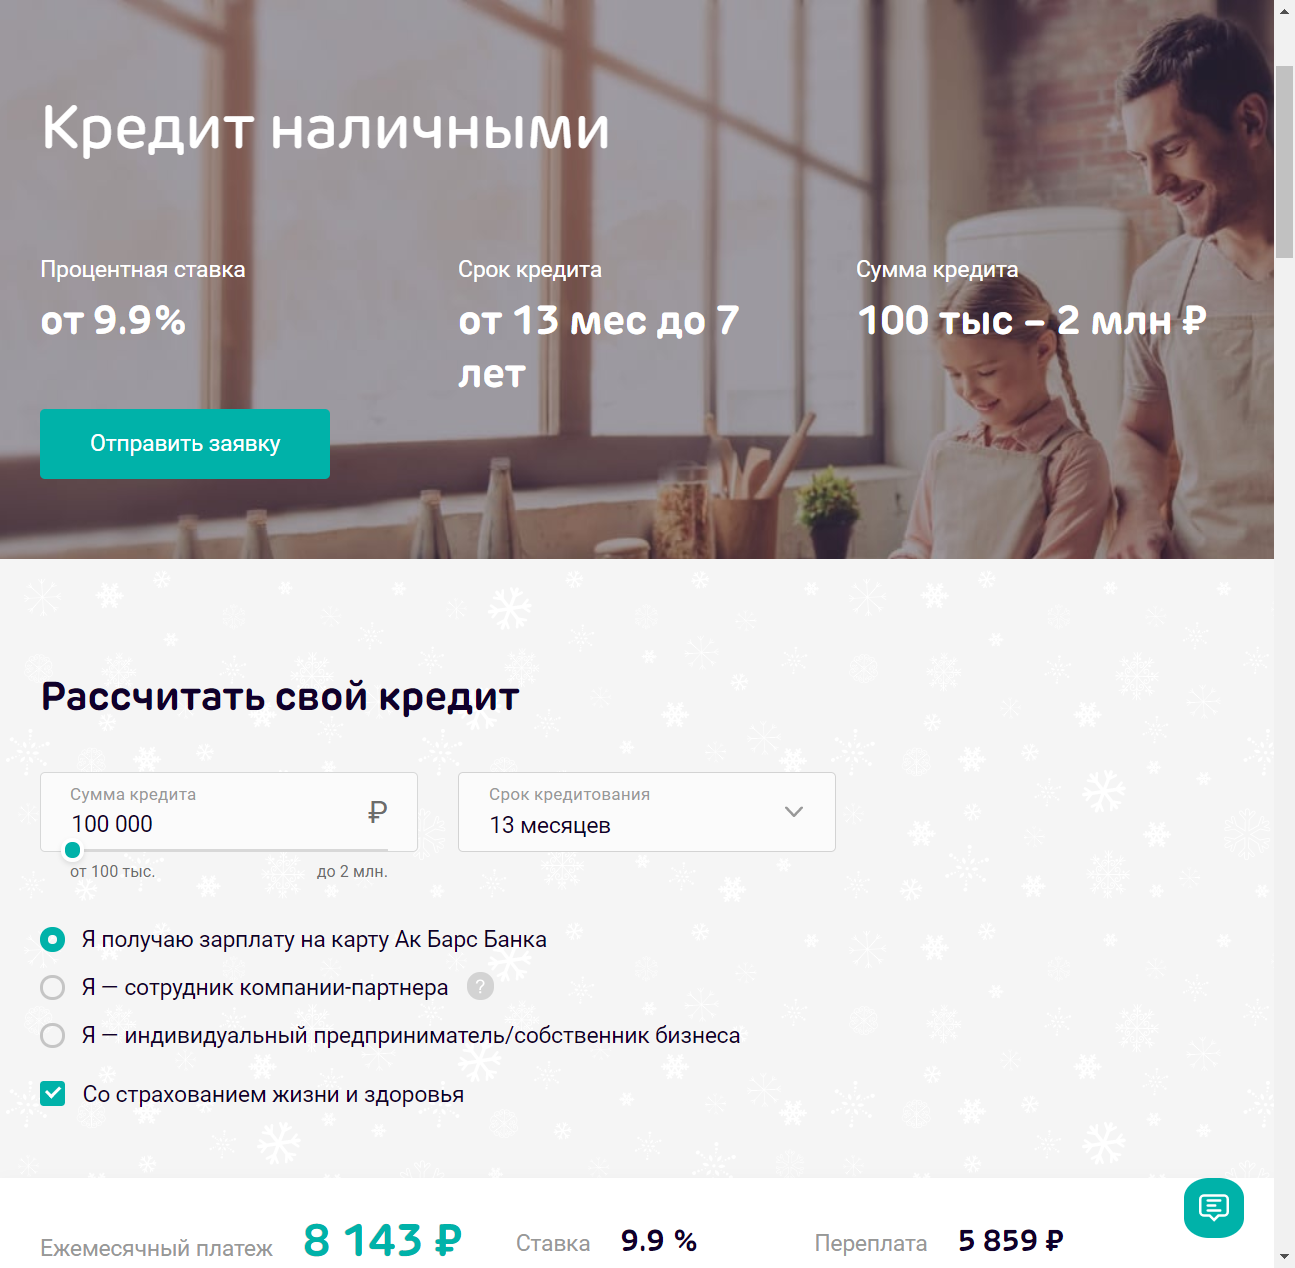 Кредит наличными
Процентная ставка
от 9.9%
Срок кредита
от 13 мес до 7
лет
Сумма кредита
100 тыс – 2 млн ₽
Отправить заявку
Рассчитать свой кредит
Сумма кредита
100 000
₽
от 100 тыс.
до 2 млн.
Срок кредитования
13 месяцев
Я получаю зарплату на карту Ак Барс Банка
Я — сотрудник компании-партнера ?
Я — индивидуальный предприниматель/собственник бизнеса
Со страхованием жизни и здоровья
Ежемесячный платеж 8 143 ₽
Ставка 9.9 %
Переплата 5 859 ₽